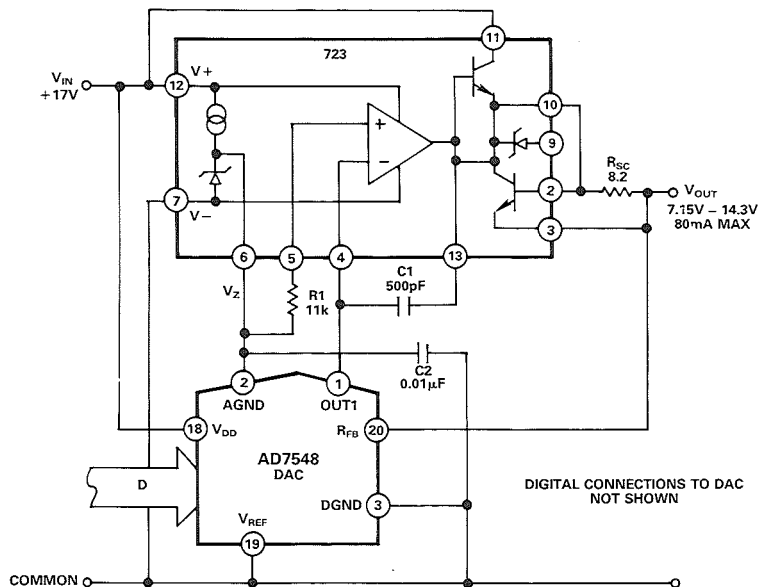 11
723
V_IN
+17V
12
V+
+
−
10
9
R_SC
8.2
2
V_OUT
7.15V – 14.3V
80mA MAX
7
V−
3
6
5
4
13
V_Z
R1
11k
C1
500pF
C2
0.01μF
2
AGND
1
OUT1
18
V_DD
R_FB
20
AD7548
DAC
D
DGND
3
DIGITAL CONNECTIONS TO DAC
NOT SHOWN
V_REF
19
COMMON